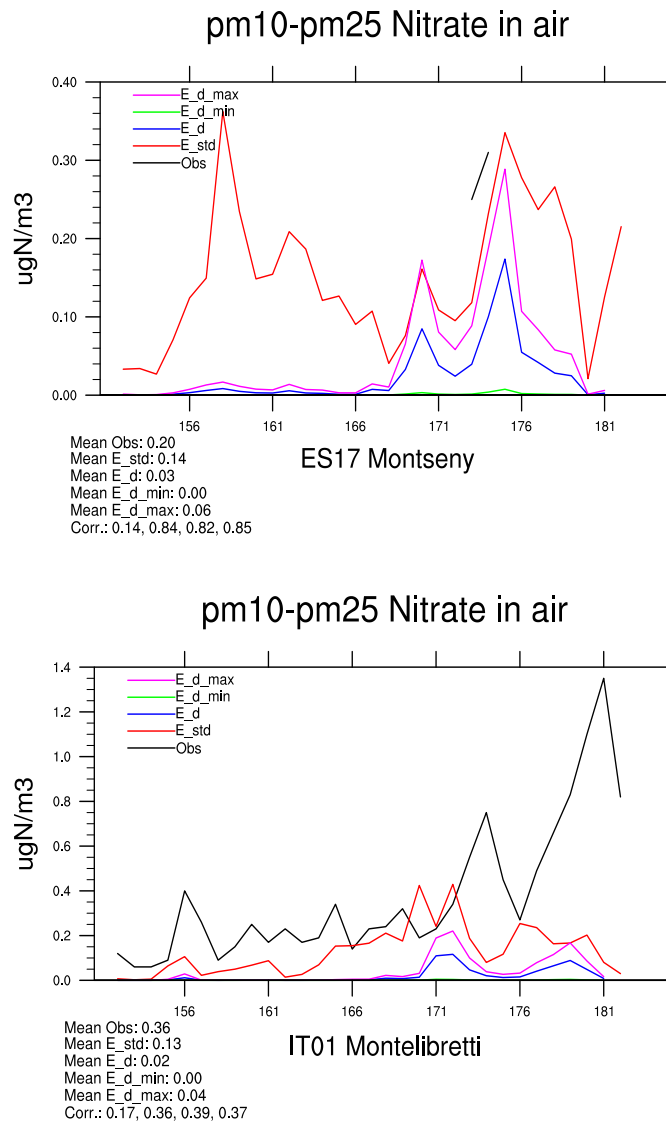 pm10-pm25 Nitrate in air
0.40
E_d_max
E_d_min
0.30
E_d
E_std
Obs
ugN/m3
0.20
0.10
0.00
156 161 166 171 176 181
Mean Obs: 0.20
Mean E_std: 0.14
ES17 Montseny
Mean E_d: 0.03
Mean E_d_min: 0.00
Mean E_d_max: 0.06
Corr.: 0.14, 0.84, 0.82, 0.85
pm10-pm25 Nitrate in air
1.4
E_d_max
E_d_min
1.2
E_d
E_std
1.0
Obs
ugN/m3
0.8
0.6
0.4
0.2
0.0
156 161 166 171 176 181
Mean Obs: 0.36
Mean E_std: 0.13
IT01 Montelibretti
Mean E_d: 0.02
Mean E_d_min: 0.00
Mean E_d_max: 0.04
Corr.: 0.17, 0.36, 0.39, 0.37